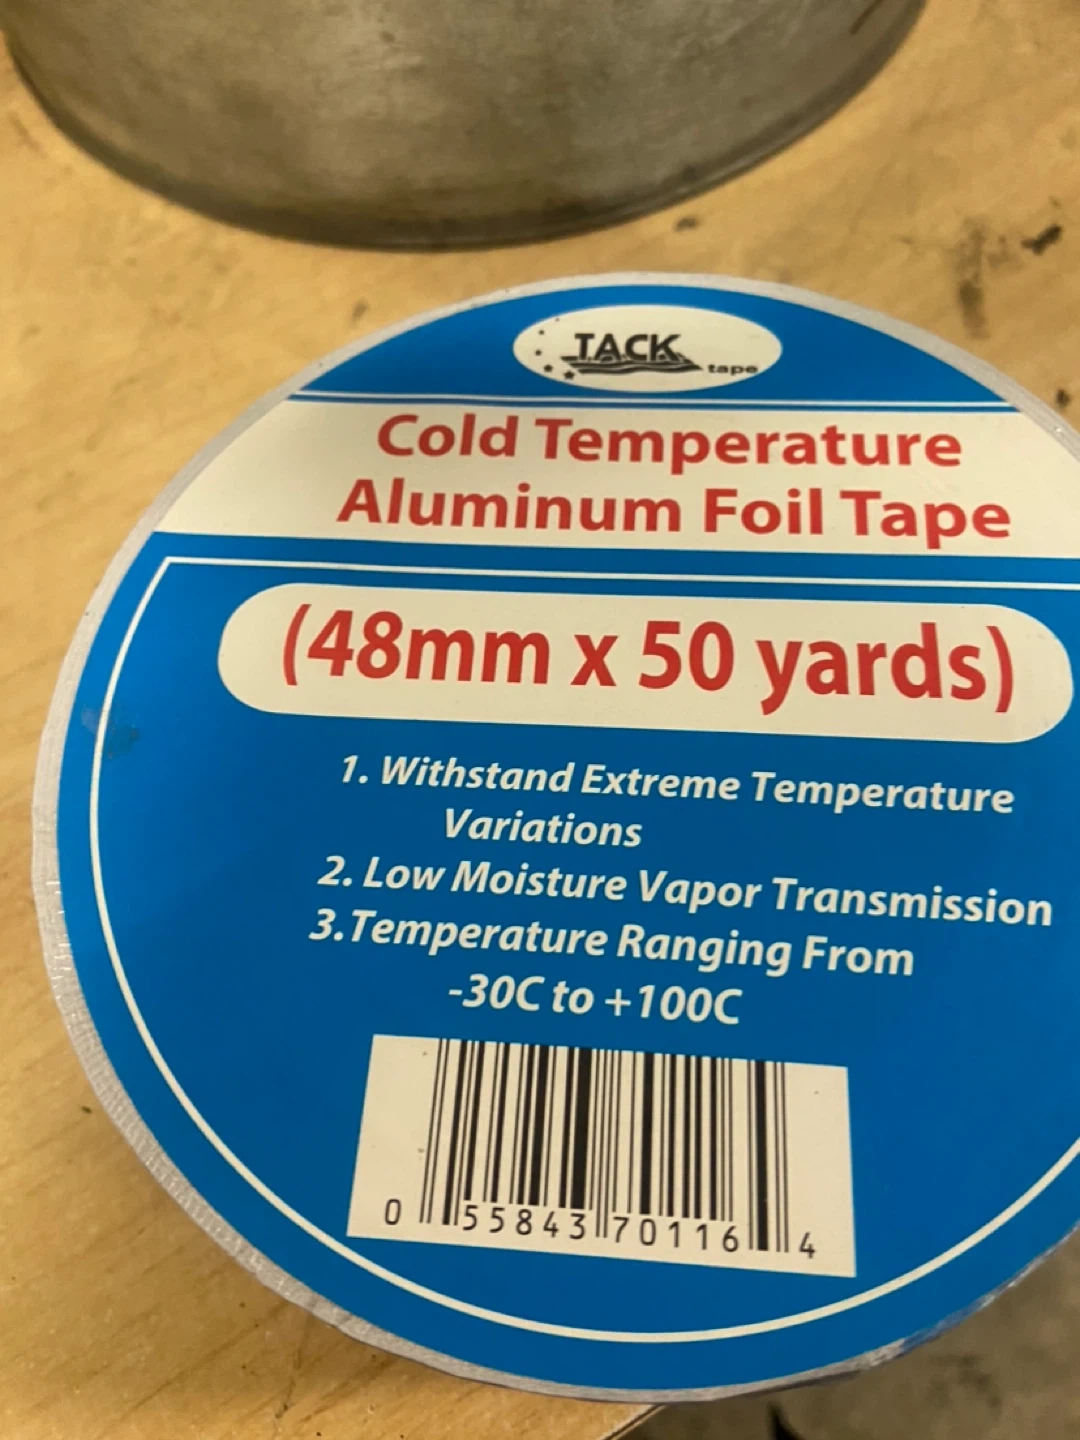 TACK
tape
Cold Temperature
Aluminum Foil Tape
(48mm x 50 yards)
1. Withstand Extreme Temperature
Variations
2. Low Moisture Vapor Transmission
3.Temperature Ranging From
-30C to +100C
0 55843 70116 4